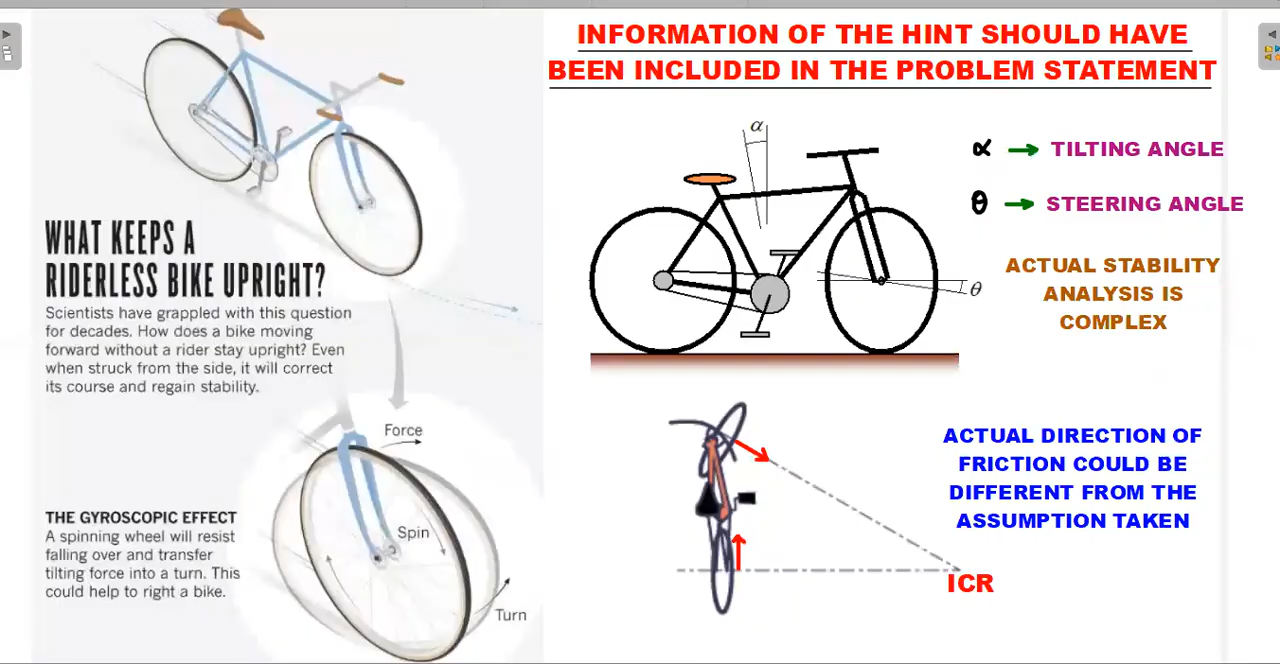 INFORMATION OF THE HINT SHOULD HAVE
BEEN INCLUDED IN THE PROBLEM STATEMENT
WHAT KEEPS A
RIDERLESS BIKE UPRIGHT?
Scientists have grappled with this question
for decades. How does a bike moving
forward without a rider stay upright? Even
when struck from the side, it will correct
its course and regain stability.
Force
Spin
Turn
THE GYROSCOPIC EFFECT
A spinning wheel will resist
falling over and transfer
tilting force into a turn. This
could help to right a bike.
α
θ
α → TILTING ANGLE
θ → STEERING ANGLE
ACTUAL STABILITY
ANALYSIS IS
COMPLEX
ACTUAL DIRECTION OF
FRICTION COULD BE
DIFFERENT FROM THE
ASSUMPTION TAKEN
ICR